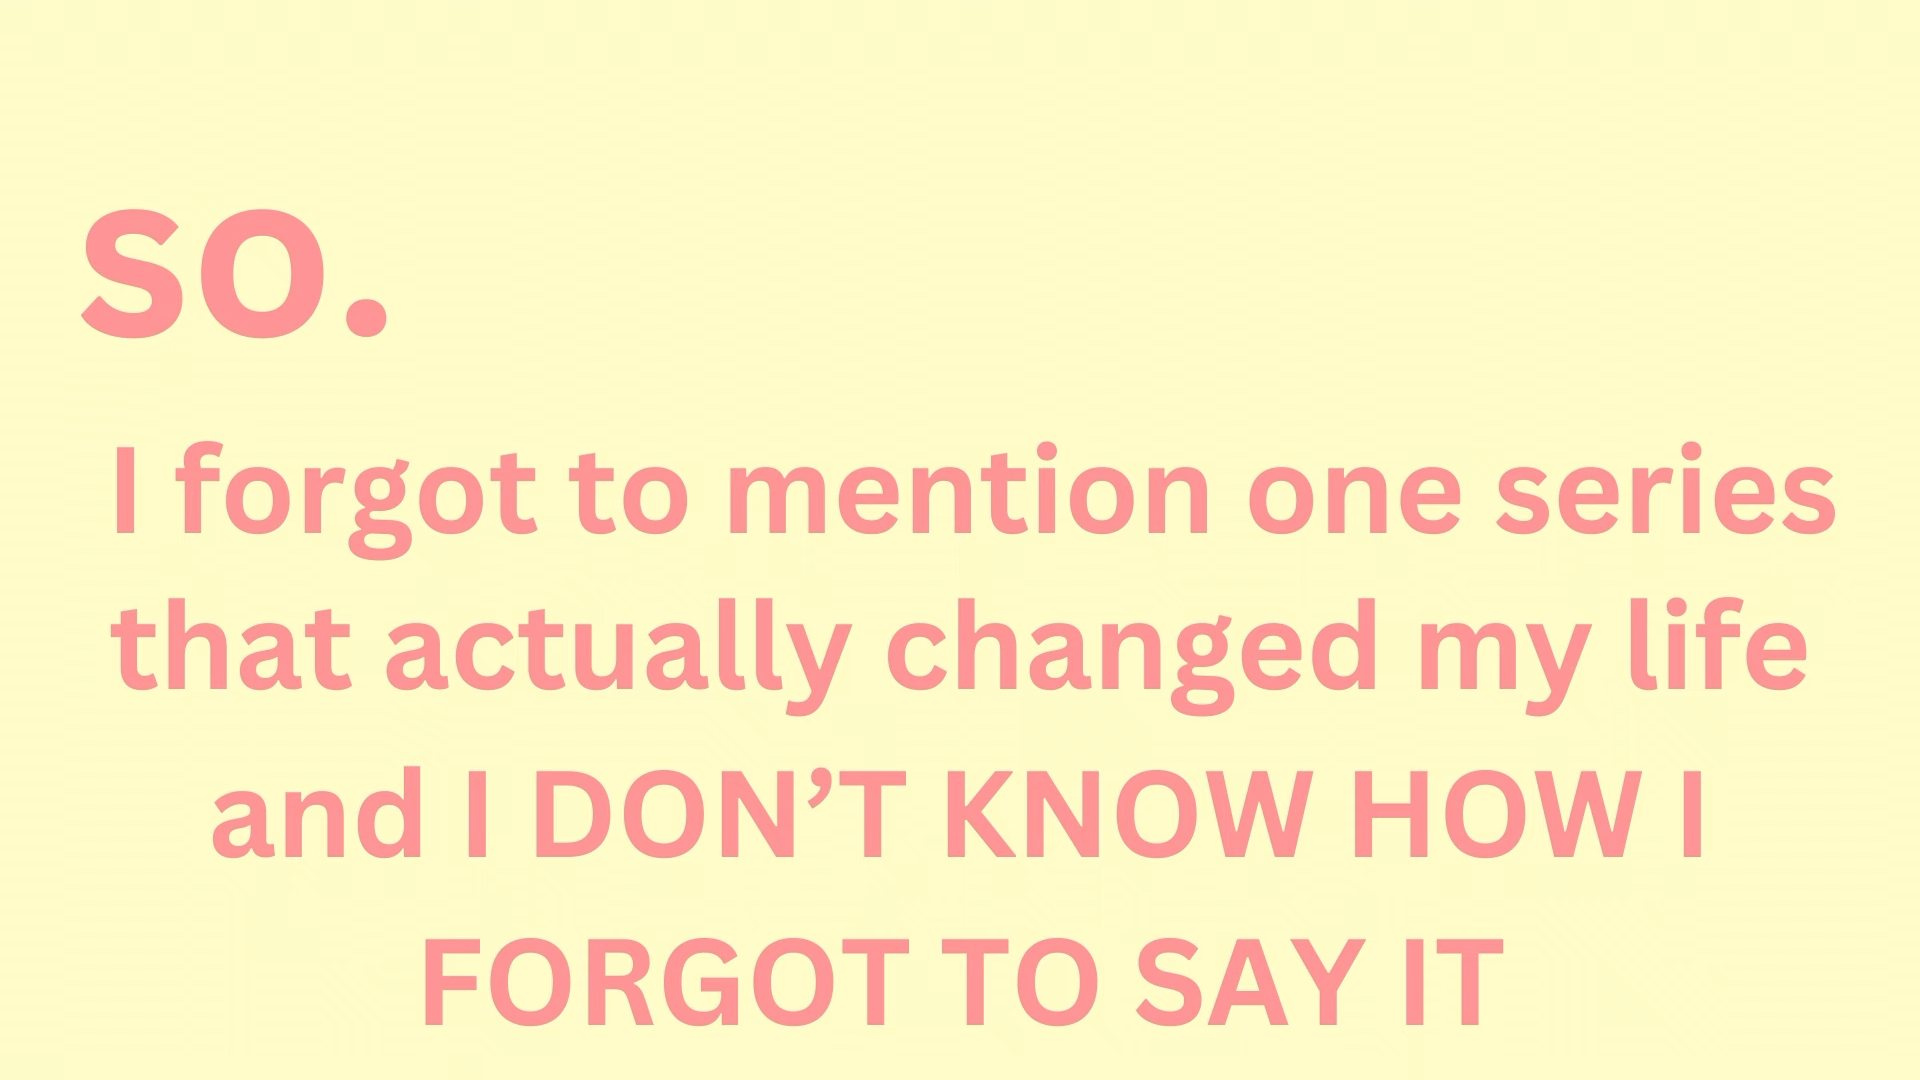 so.
I forgot to mention one series
that actually changed my life
and I DON’T KNOW HOW I
FORGOT TO SAY IT